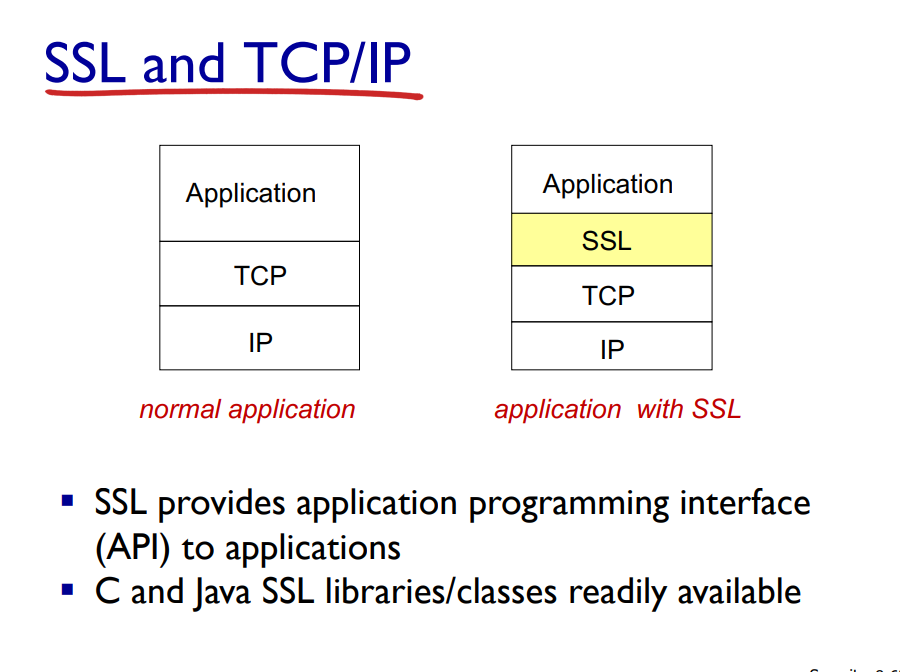 SSL and TCP/IP
Application
TCP
IP
normal application
Application
SSL
TCP
IP
application with SSL
SSL provides application programming interface
(API) to applications
C and Java SSL libraries/classes readily available